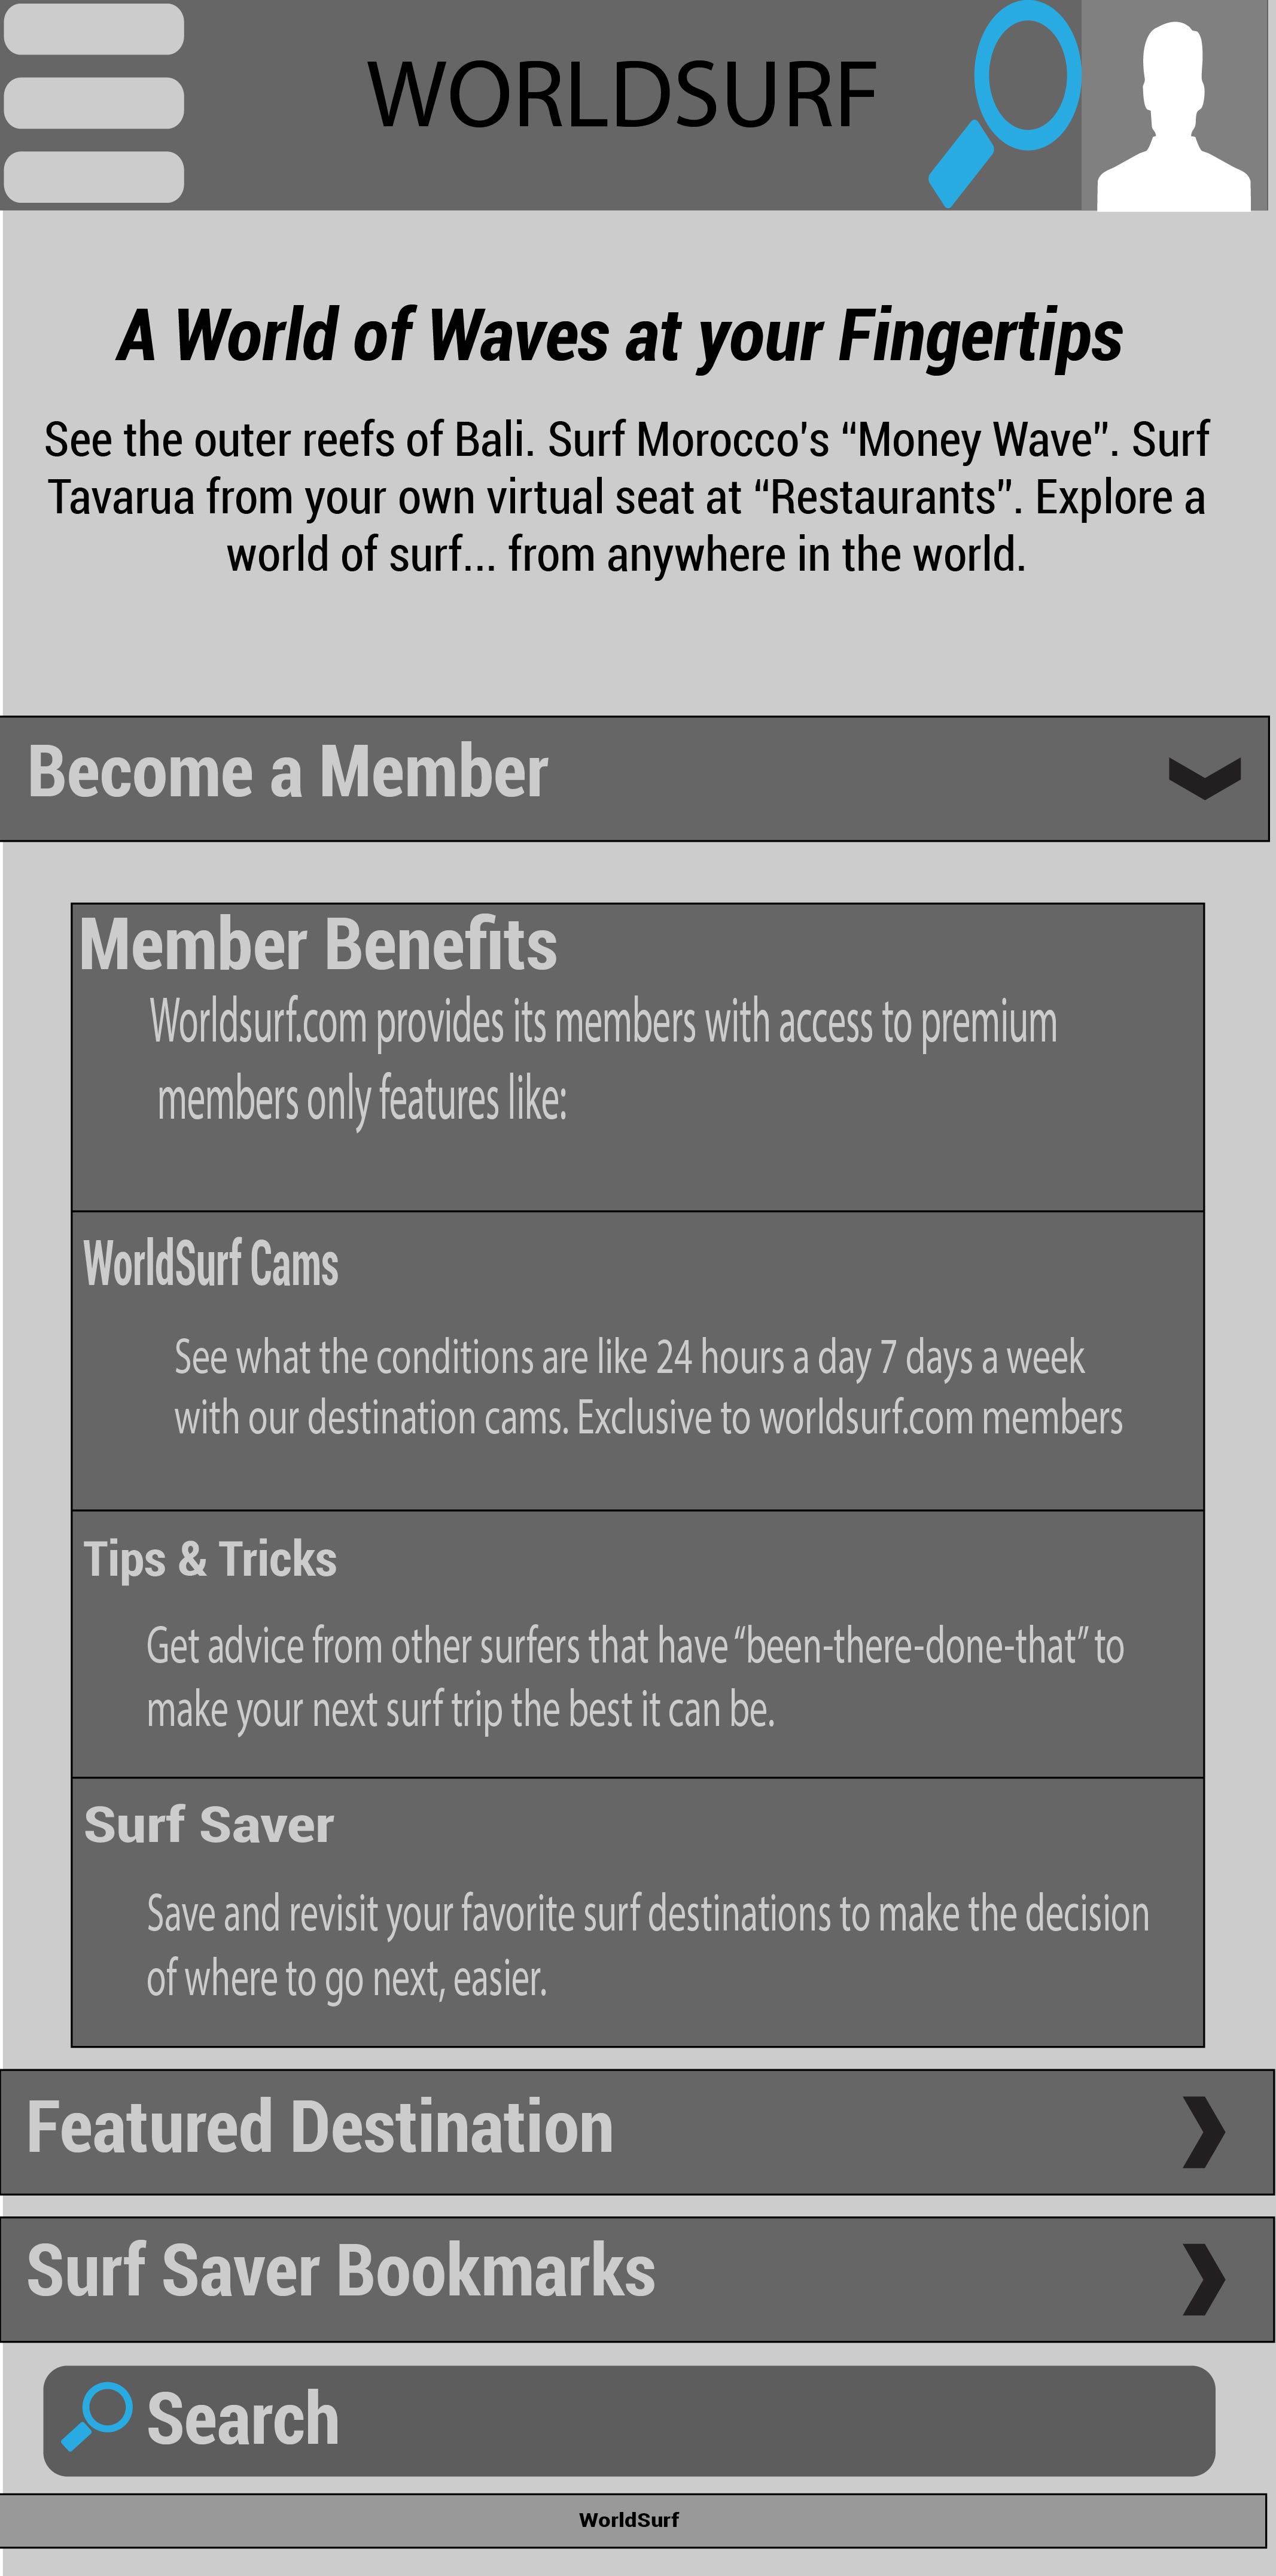 WORLDSURF
A World of Waves at your Fingertips
See the outer reefs of Bali. Surf Morocco's “Money Wave”. Surf
Tavarua from your own virtual seat at “Restaurants”. Explore a
world of surf... from anywhere in the world.
Become a Member
Member Benefits
Worldsurf.com provides its members with access to premium
members only features like:
WorldSurf Cams
See what the conditions are like 24 hours a day 7 days a week
with our destination cams. Exclusive to worldsurf.com members
Tips & Tricks
Get advice from other surfers that have “been-there-done-that” to
make your next surf trip the best it can be.
Surf Saver
Save and revisit your favorite surf destinations to make the decision
of where to go next, easier.
Featured Destination
Surf Saver Bookmarks
Search
WorldSurf